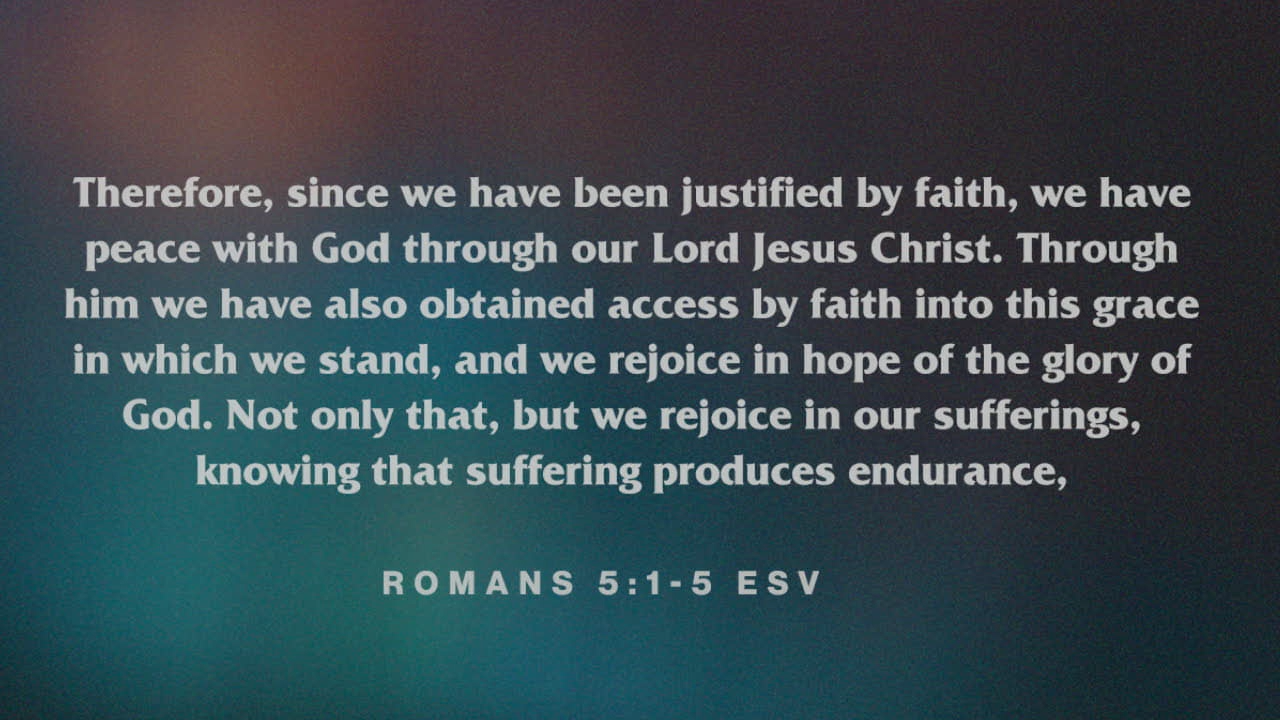 Therefore, since we have been justified by faith, we have
peace with God through our Lord Jesus Christ. Through
him we have also obtained access by faith into this grace
in which we stand, and we rejoice in hope of the glory of
God. Not only that, but we rejoice in our sufferings,
knowing that suffering produces endurance,
ROMANS 5:1-5 ESV